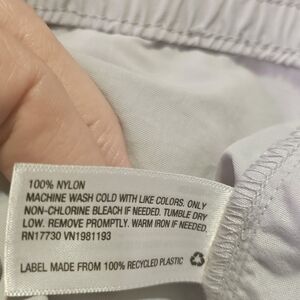 100% NYLON
MACHINE WASH COLD WITH LIKE COLORS. ONLY
NON-CHLORINE BLEACH IF NEEDED. TUMBLE DRY
LOW. REMOVE PROMPTLY. WARM IRON IF NEEDED.
RN17730 VN1981193
LABEL MADE FROM 100% RECYCLED PLASTIC